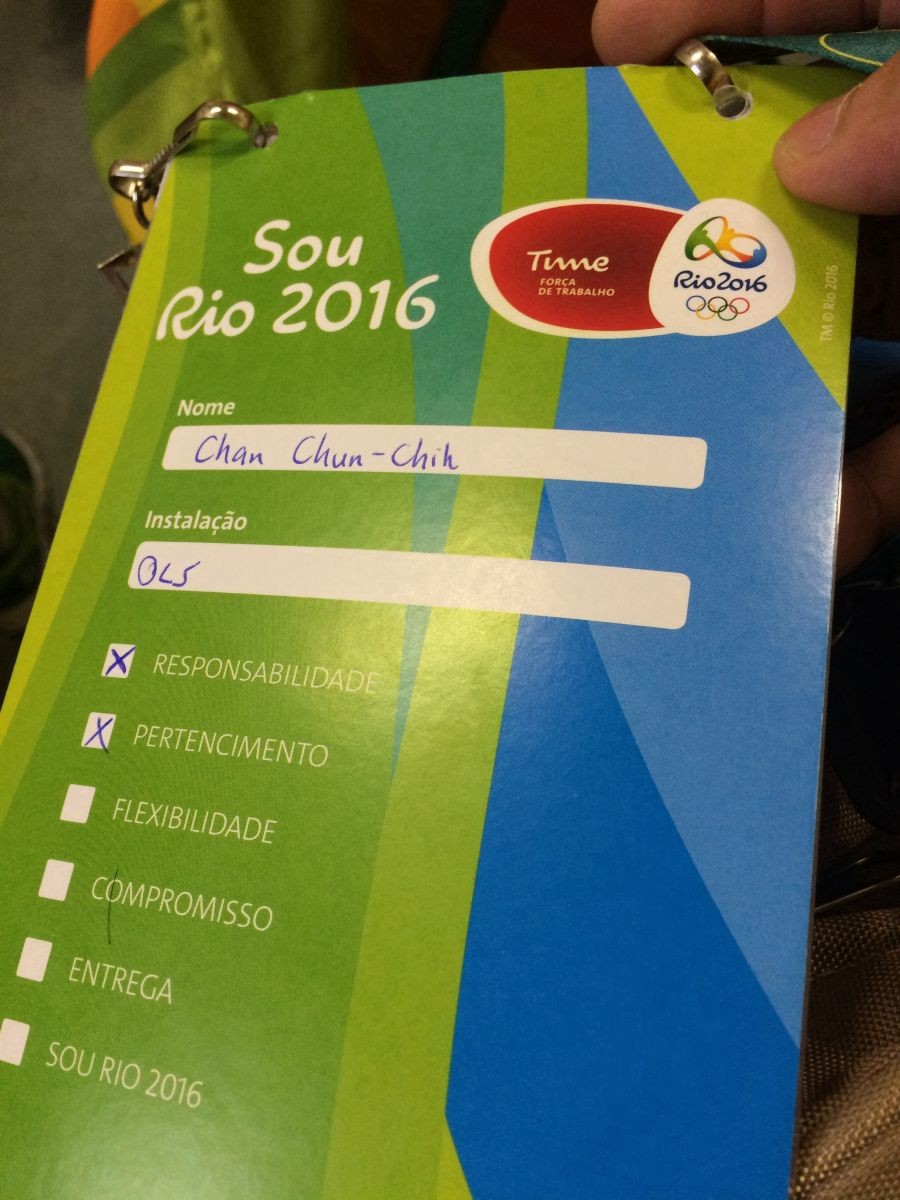 Sou
Rio 2016
Time
FORÇA
DE TRABALHO
Rio2016
TM © Rio 2016
Nome
Chan Chun-Chih
Instalação
OLS
RESPONSABILIDADE
PERTENCIMENTO
FLEXIBILIDADE
COMPROMISSO
ENTREGA
SOU RIO 2016